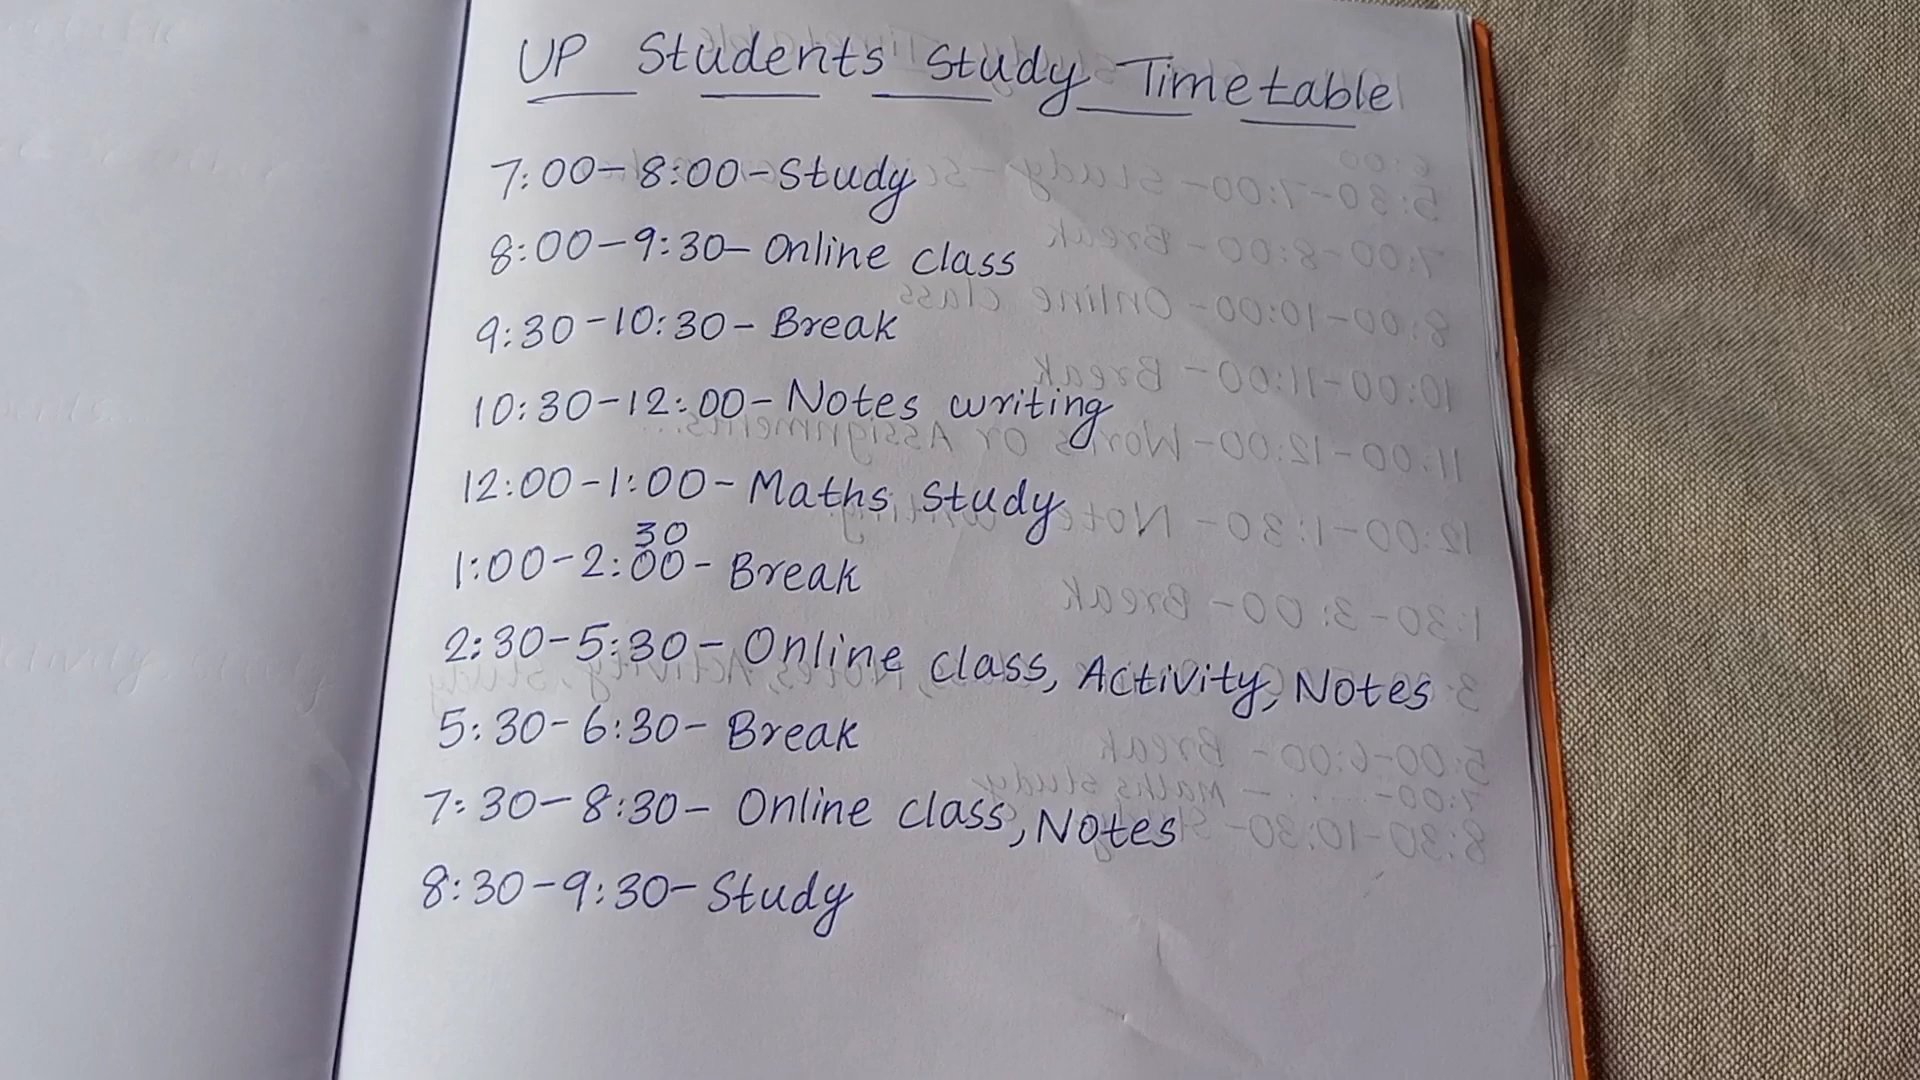 UP Students Study Timetable
7:00-8:00-Study
8:00-9:30-Online class
9:30-10:30-Break
10:30-12:00-Notes writing
12:00-1:00-Maths Study
30
1:00-2:00-Break
2:30-5:30-Online class, Activity, Notes
5:30-6:30-Break
7:30-8:30-Online class, Notes
8:30-9:30-Study